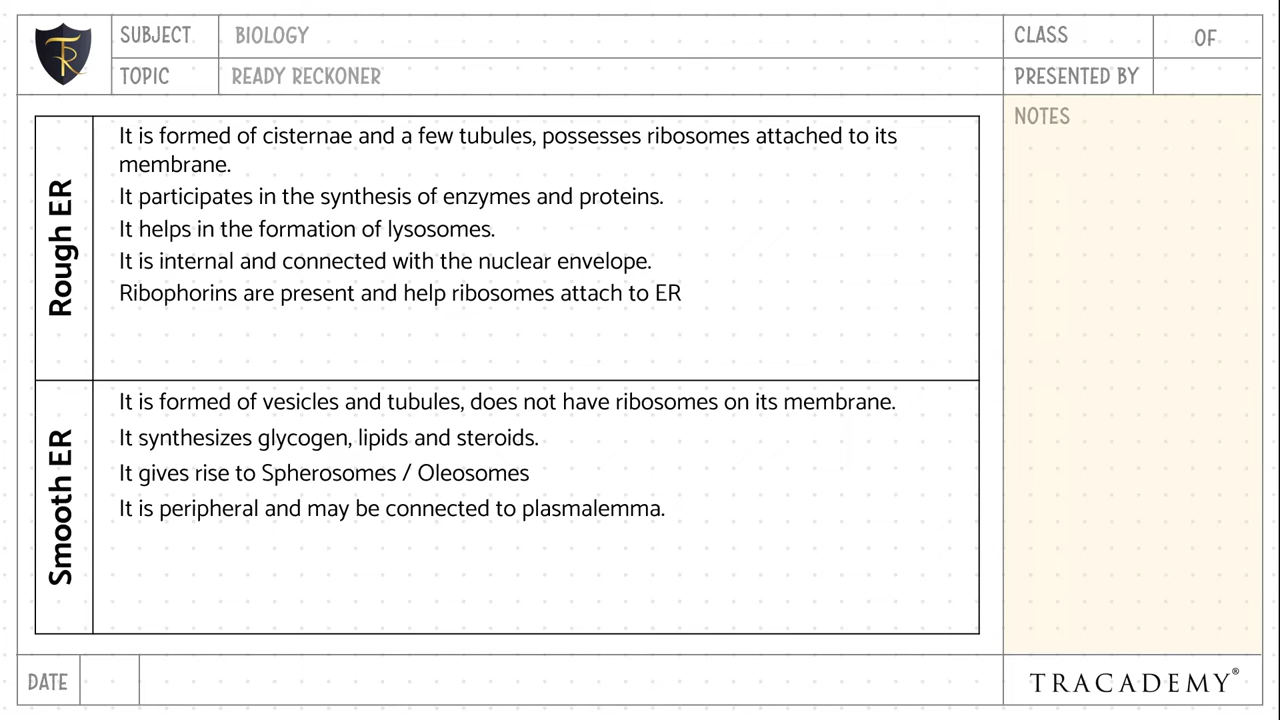 SUBJECT BIOLOGY
CLASS OF
TOPIC READY RECKONER
PRESENTED BY
NOTES
Rough ER
It is formed of cisternae and a few tubules, possesses ribosomes attached to its
membrane.
It participates in the synthesis of enzymes and proteins.
It helps in the formation of lysosomes.
It is internal and connected with the nuclear envelope.
Ribophorins are present and help ribosomes attach to ER
Smooth ER
It is formed of vesicles and tubules, does not have ribosomes on its membrane.
It synthesizes glycogen, lipids and steroids.
It gives rise to Spherosomes / Oleosomes
It is peripheral and may be connected to plasmalemma.
DATE
TRACADEMY®